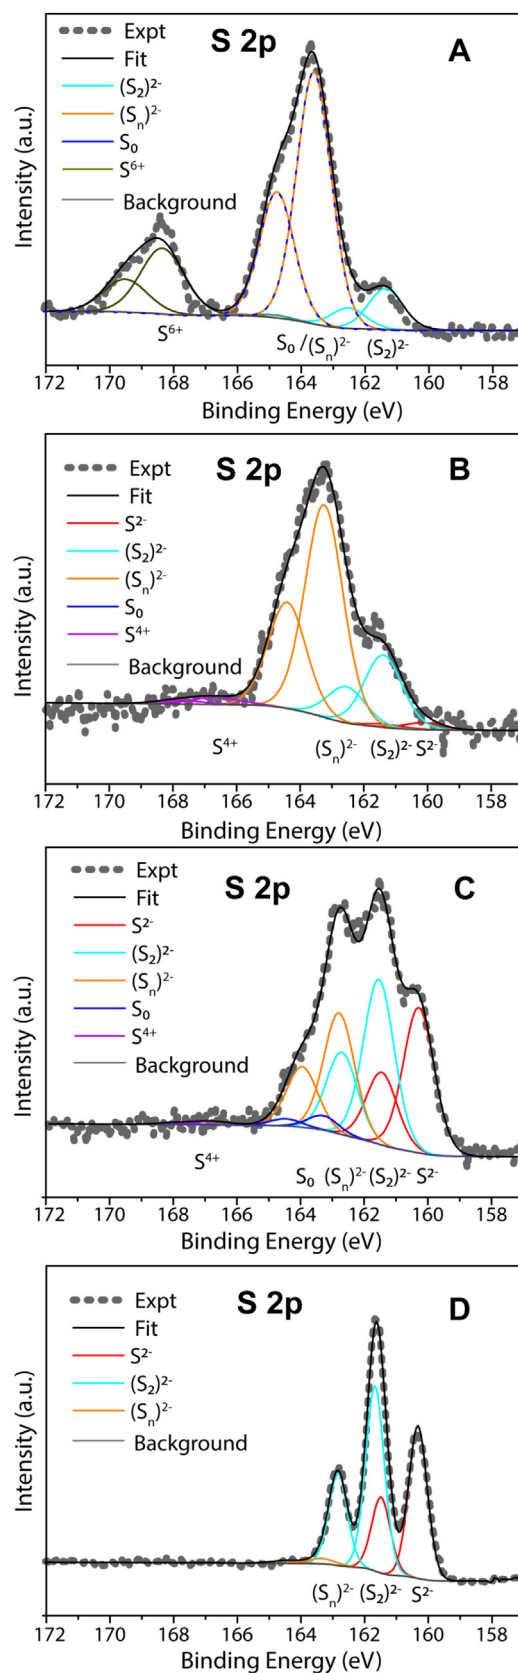 S 2p
A
Expt
Fit
(S₂)²⁻
(Sₙ)²⁻
S₀
S⁶⁺
Background
Intensity (a.u.)
S⁶⁺ S₀ /(Sₙ)²⁻ (S₂)²⁻
172 170 168 166 164 162 160 158
Binding Energy (eV)
S 2p
B
Expt
Fit
S²⁻
(S₂)²⁻
(Sₙ)²⁻
S₀
S⁴⁺
Background
Intensity (a.u.)
S⁴⁺ (Sₙ)²⁻ (S₂)²⁻ S²⁻
172 170 168 166 164 162 160 158
Binding Energy (eV)
S 2p
C
Expt
Fit
S²⁻
(S₂)²⁻
(Sₙ)²⁻
S₀
S⁴⁺
Background
Intensity (a.u.)
S⁴⁺ S₀ (Sₙ)²⁻ (S₂)²⁻ S²⁻
172 170 168 166 164 162 160 158
Binding Energy (eV)
S 2p
D
Expt
Fit
S²⁻
(S₂)²⁻
(Sₙ)²⁻
Background
Intensity (a.u.)
(Sₙ)²⁻ (S₂)²⁻ S²⁻
172 170 168 166 164 162 160 158
Binding Energy (eV)